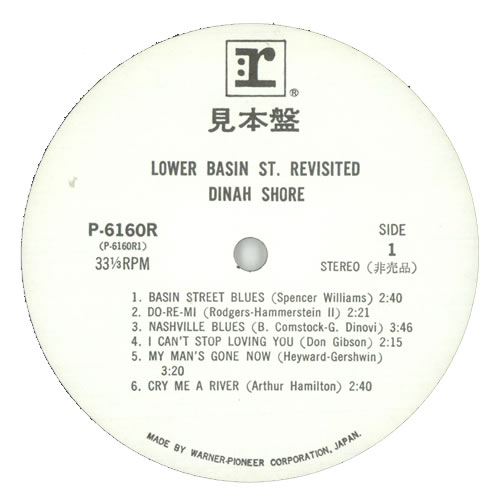 r
®
見本盤
LOWER BASIN ST. REVISITED
DINAH SHORE
P-6160R
(P-6160R1)
33⅓RPM
SIDE
1
STEREO (非売品)
1. BASIN STREET BLUES (Spencer Williams) 2:40
2. DO-RE-MI (Rodgers-Hammerstein II) 2:21
3. NASHVILLE BLUES (B. Comstock-G. Dinovi) 3:46
4. I CAN'T STOP LOVING YOU (Don Gibson) 2:15
5. MY MAN'S GONE NOW (Heyward-Gershwin)
3:20
6. CRY ME A RIVER (Arthur Hamilton) 2:40
MADE BY WARNER-PIONEER CORPORATION, JAPAN.